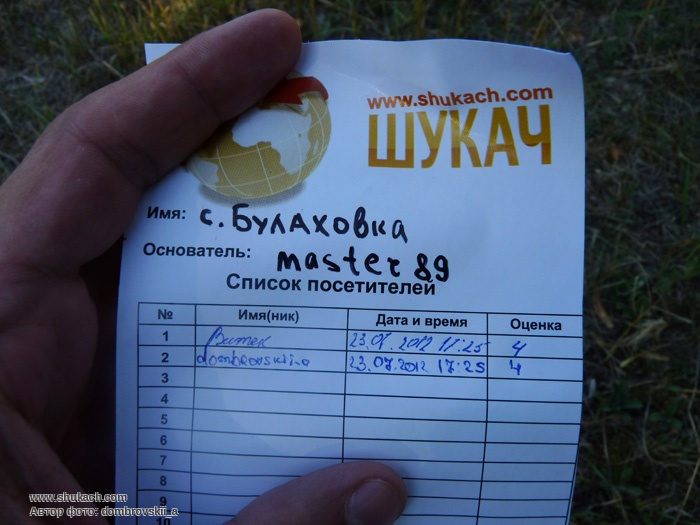 www.shukach.com
ШУКАЧ
Имя: с. Булаховка
Основатель: master 89
Список посетителей
№ Имя(ник) Дата и время Оценка
1 Витек 23.07.2012 17:25 4
2 dombrovskii_a 23.07.2012 17:25 4
3
4
5
6
7
8
9
10
www.shukach.com
Автор фото: dombrovskii_a